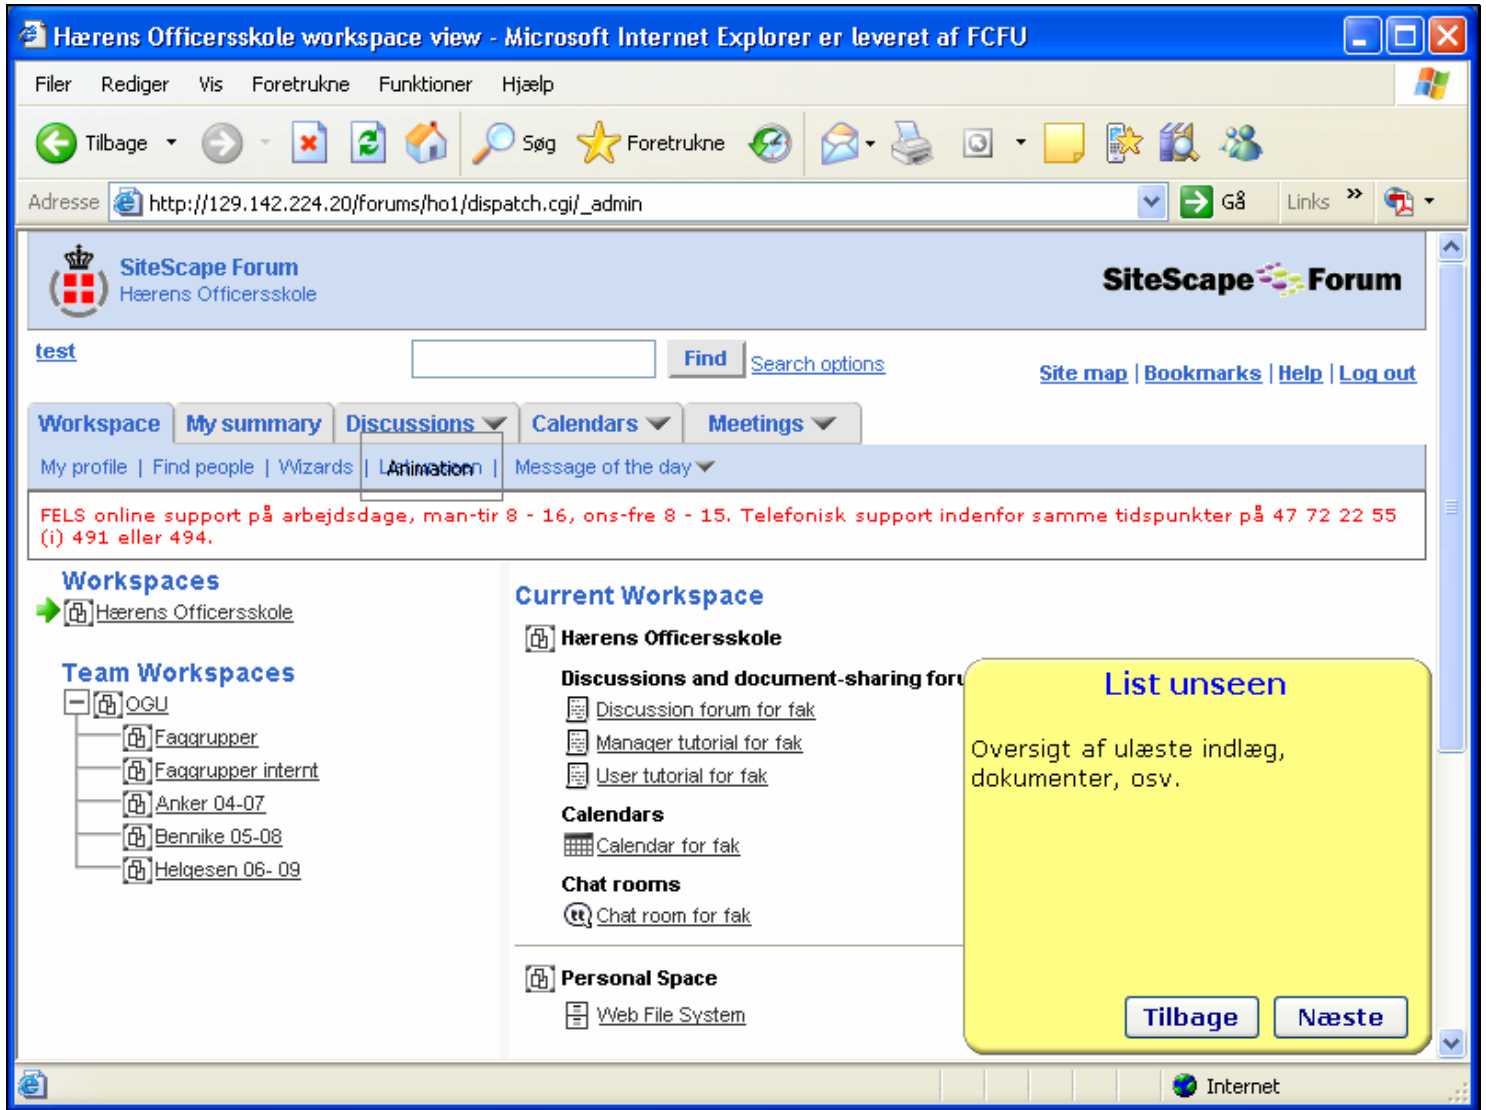 Hærens Officersskole workspace view - Microsoft Internet Explorer er leveret af FCFU
Filer Rediger Vis Foretrukne Funktioner Hjælp
Tilbage Søg Foretrukne
Adresse http://129.142.224.20/forums/ho1/dispatch.cgi/_admin Gå Links »
SiteScape Forum
Hærens Officersskole
SiteScape Forum
test Find Search options
Site map | Bookmarks | Help | Log out
Workspace My summary Discussions Calendars Meetings
My profile | Find people | Wizards | Animation | Message of the day
FELS online support på arbejdsdage, man-tir 8 - 16, ons-fre 8 - 15. Telefonisk support indenfor samme tidspunkter på 47 72 22 55
(i) 491 eller 494.
Workspaces
Hærens Officersskole
Team Workspaces
OGU
Faggrupper
Faggrupper internt
Anker 04-07
Bennike 05-08
Helgesen 06- 09
Current Workspace
Hærens Officersskole
Discussions and document-sharing foru
Discussion forum for fak
Manager tutorial for fak
User tutorial for fak
Calendars
Calendar for fak
Chat rooms
Chat room for fak
Personal Space
Web File System
List unseen
Oversigt af ulæste indlæg,
dokumenter, osv.
Tilbage Næste
Internet